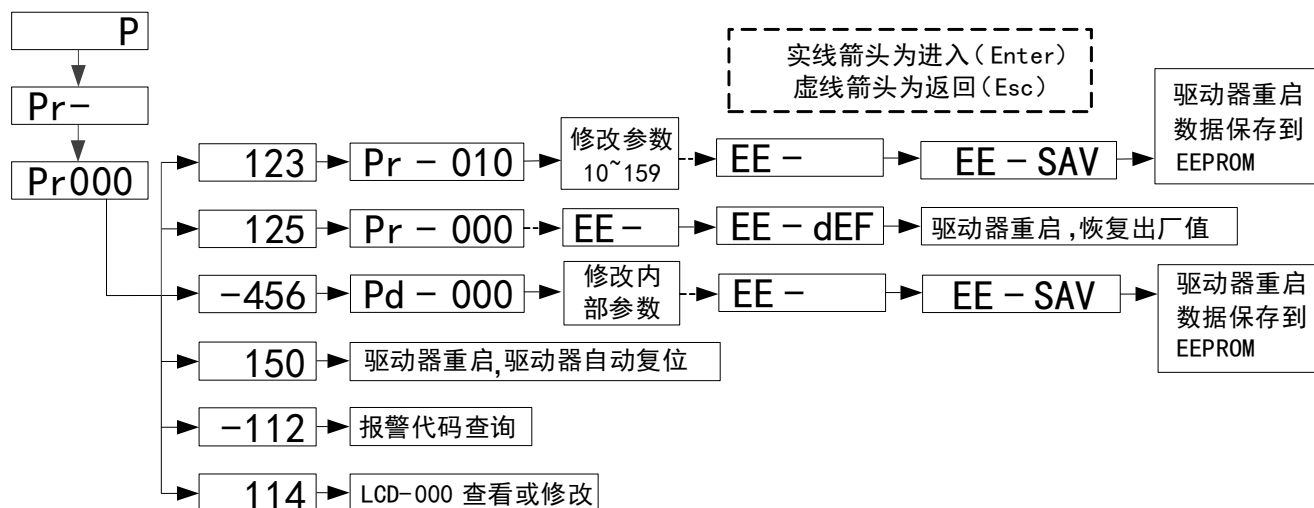 P
Pr-
Pr000
实线箭头为进入(Enter)
虚线箭头为返回(Esc)
123
Pr-010
修改参数
10~159
EE-
EE-SAV
驱动器重启
数据保存到
EEPROM
125
Pr-000
EE-
EE-dEF
驱动器重启,恢复出厂值
-456
Pd-000
修改内
部参数
EE-
EE-SAV
驱动器重启
数据保存到
EEPROM
150
驱动器重启,驱动器自动复位
-112
报警代码查询
114
LCD-000 查看或修改